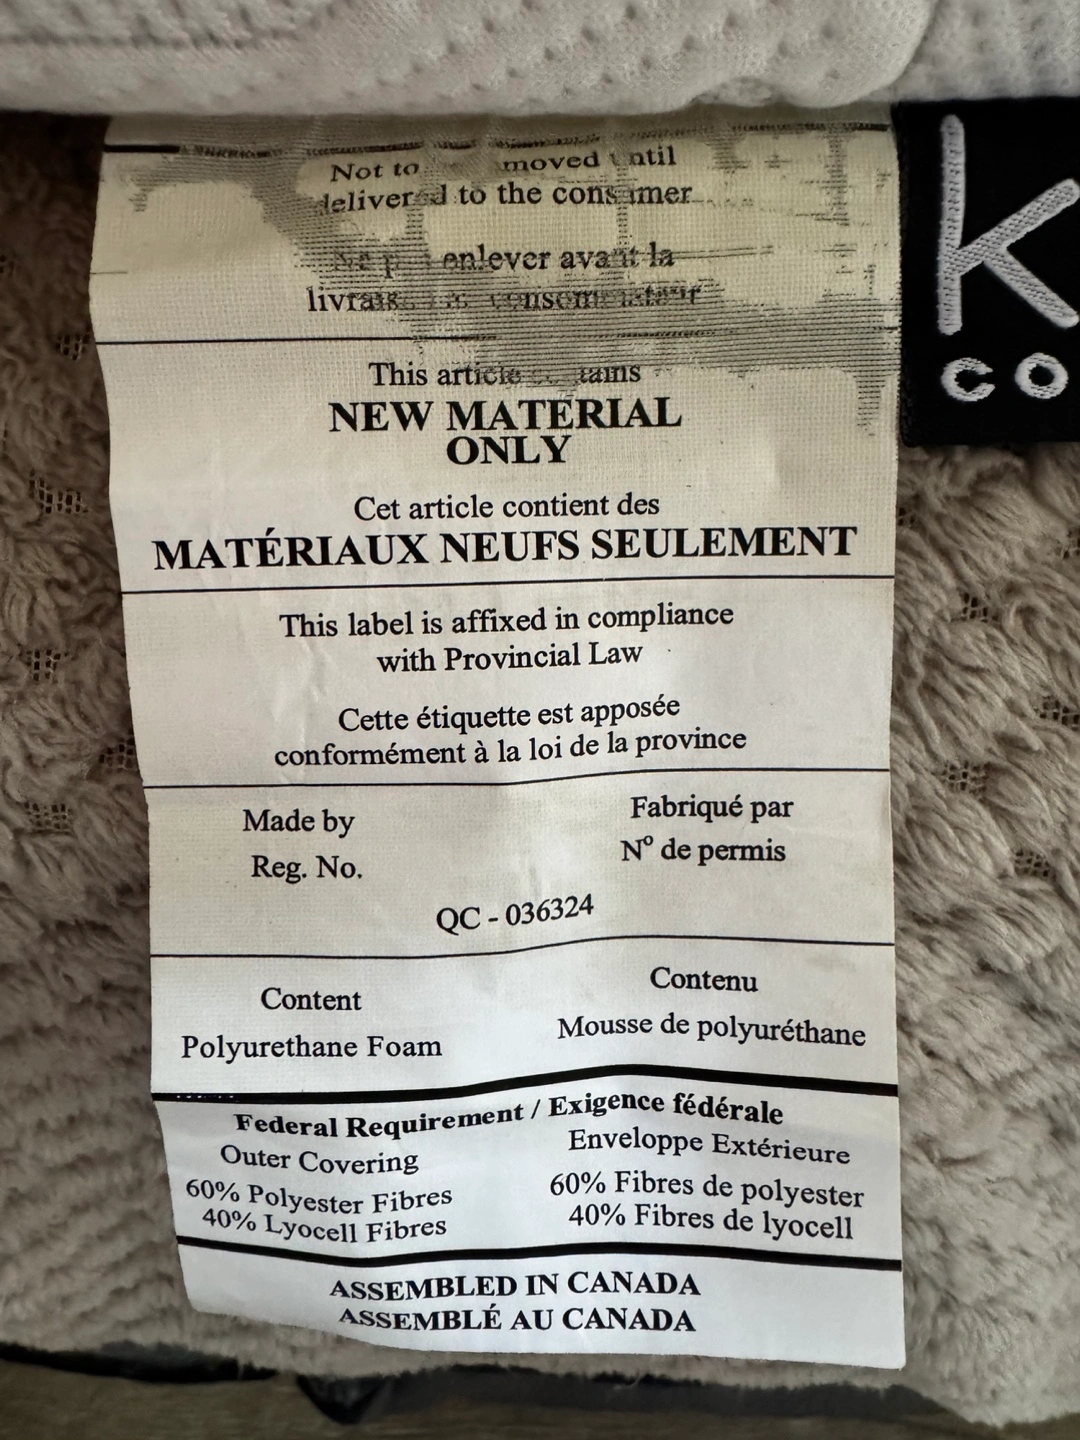 Not to moved until
delivered to the consumer
enlever avant la
This article contains
NEW MATERIAL
ONLY
Cet article contient des
MATÉRIAUX NEUFS SEULEMENT
This label is affixed in compliance
with Provincial Law
Cette étiquette est apposée
conformément à la loi de la province
Made by
Reg. No.
Fabriqué par
Nº de permis
QC - 036324
Content
Polyurethane Foam
Contenu
Mousse de polyuréthane
Federal Requirement / Exigence fédérale
Outer Covering
60% Polyester Fibres
40% Lyocell Fibres
Enveloppe Extérieure
60% Fibres de polyester
40% Fibres de lyocell
ASSEMBLED IN CANADA
ASSEMBLÉ AU CANADA
k
co